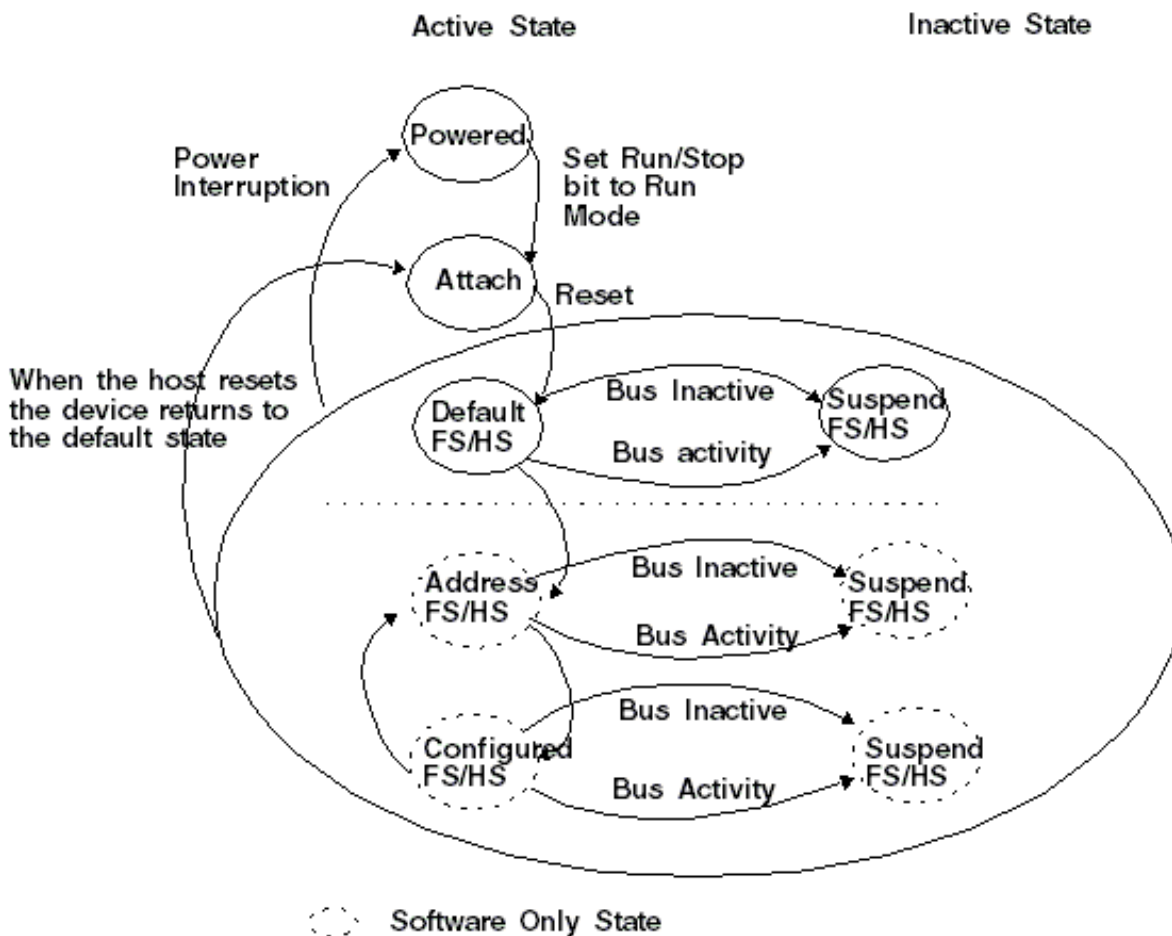 Active State
Inactive State
Powered
Power
Interruption
Set Run/Stop
bit to Run
Mode
Attach
Reset
When the host resets
the device returns to
the default state
Default
FS/HS
Bus Inactive
Suspend
FS/HS
Bus activity
Address
FS/HS
Bus Inactive
Suspend
FS/HS
Bus Activity
Configured
FS/HS
Bus Inactive
Suspend
FS/HS
Bus Activity
Software Only State